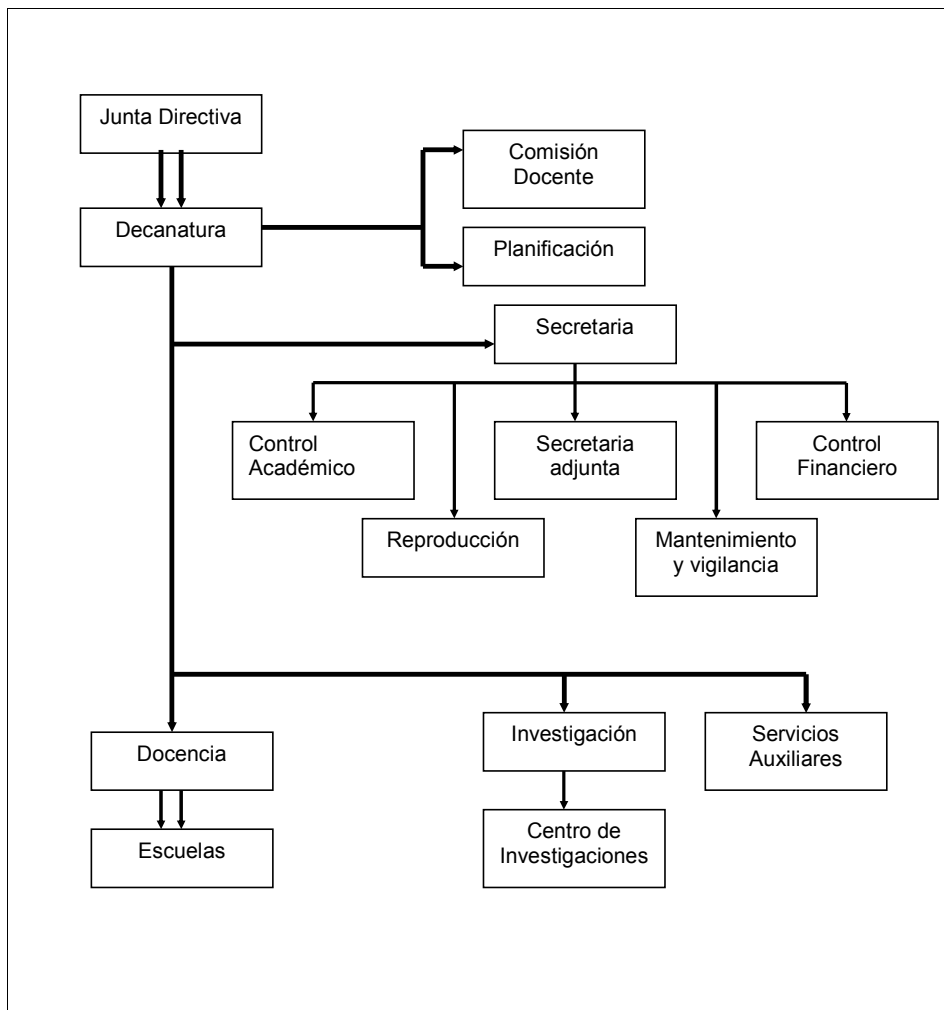 Junta Directiva
Comisión
Docente
Decanatura
Planificación
Secretaria
Control
Académico
Secretaria
adjunta
Control
Financiero
Reproducción
Mantenimiento
y vigilancia
Docencia
Investigación
Servicios
Auxiliares
Escuelas
Centro de
Investigaciones